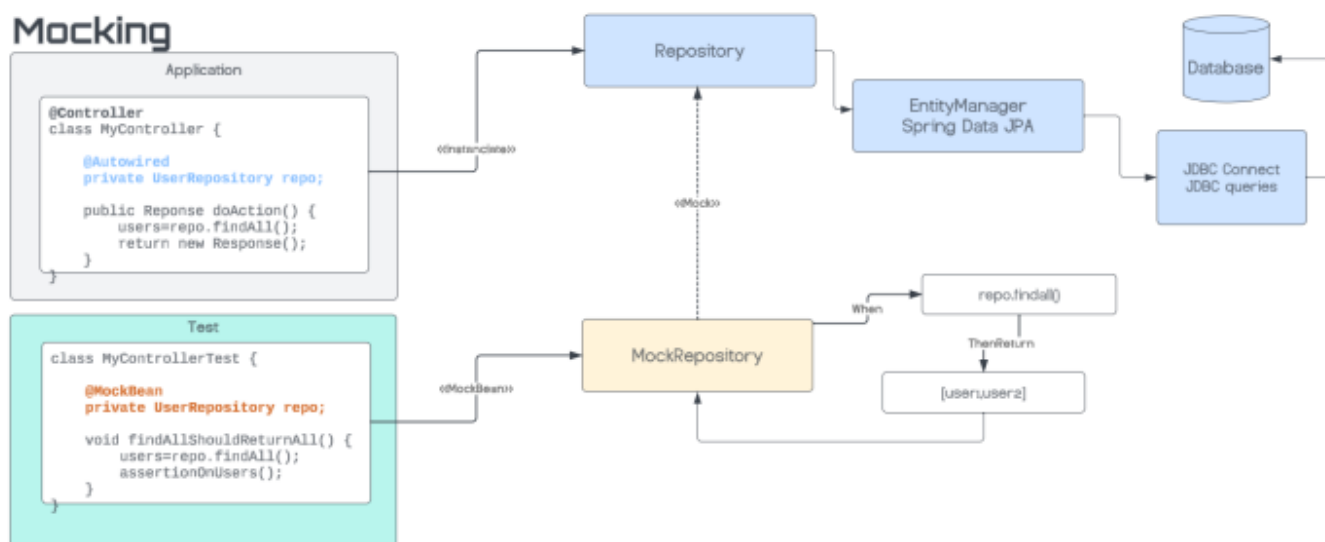 Mocking
Application
@Controller
class MyController {
@Autowired
private UserRepository repo;
public Reponse doAction() {
users=repo.findAll();
return new Response();
}
}
Test
class MyControllerTest {
@MockBean
private UserRepository repo;
void findAllShouldReturnAll() {
users=repo.findAll();
assertionOnUsers();
}
}
<<Instanciate>>
<<MockBean>>
Repository
<<Mock>>
MockRepository
EntityManager
Spring Data JPA
Database
JDBC Connect
JDBC queries
When
repo.findall()
ThenReturn
[user1,user2]